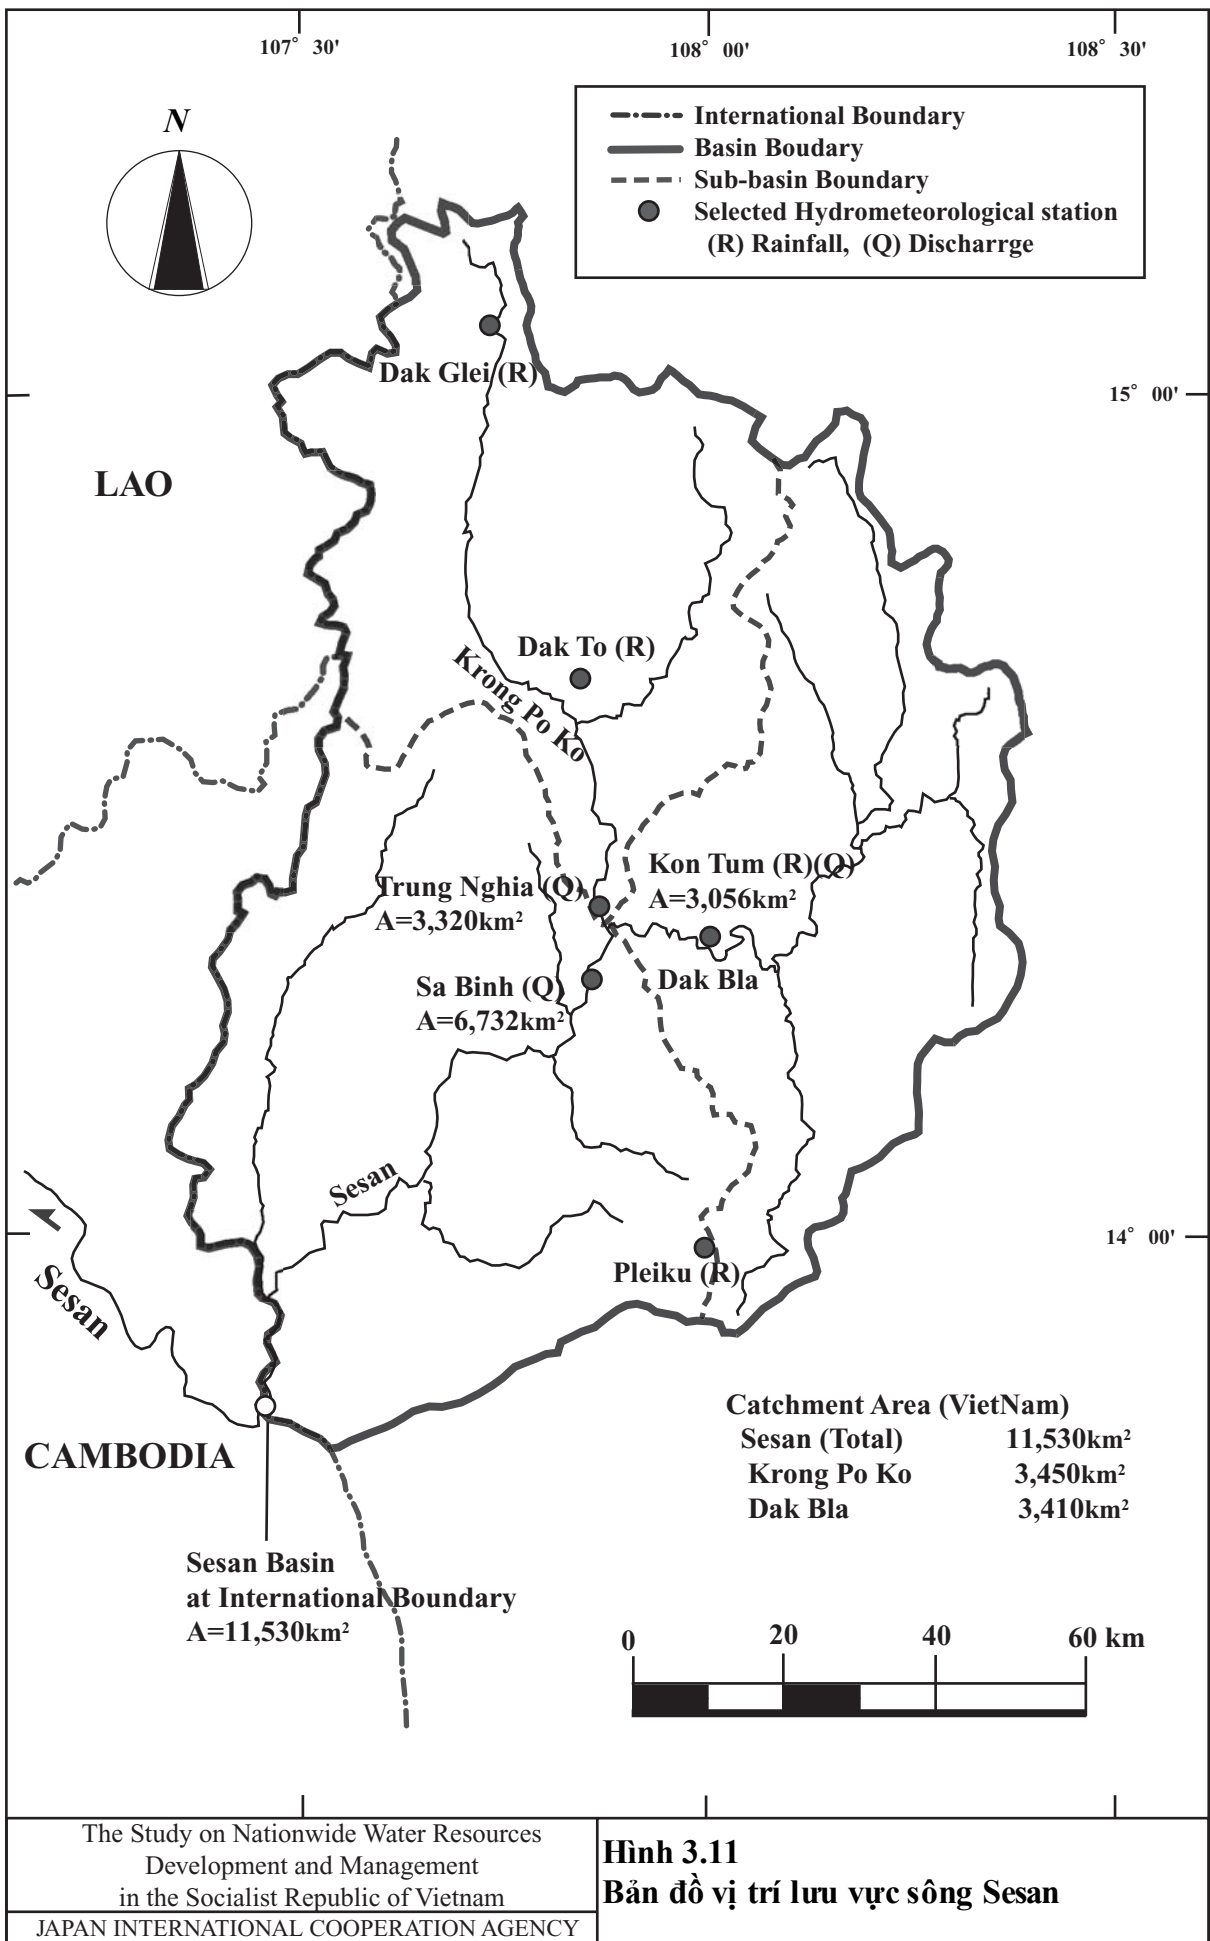 107° 30'
108° 00'
108° 30'
N
International Boundary
Basin Boudary
Sub-basin Boundary
Selected Hydrometeorological station
(R) Rainfall, (Q) Discharrge
Dak Glei (R)
15° 00'
LAO
Dak To (R)
Krong Po Ko
Kon Tum (R)(Q)
A=3,056km²
Trung Nghia (Q)
A=3,320km²
Dak Bla
Sa Binh (Q)
A=6,732km²
Sesan
14° 00'
Pleiku (R)
Sesan
CAMBODIA
Catchment Area (VietNam)
Sesan (Total) 11,530km²
Krong Po Ko 3,450km²
Dak Bla 3,410km²
Sesan Basin
at International Boundary
A=11,530km²
0 20 40 60 km
The Study on Nationwide Water Resources
Development and Management
in the Socialist Republic of Vietnam
JAPAN INTERNATIONAL COOPERATION AGENCY
Hình 3.11
Bản đồ vị trí lưu vực sông Sesan